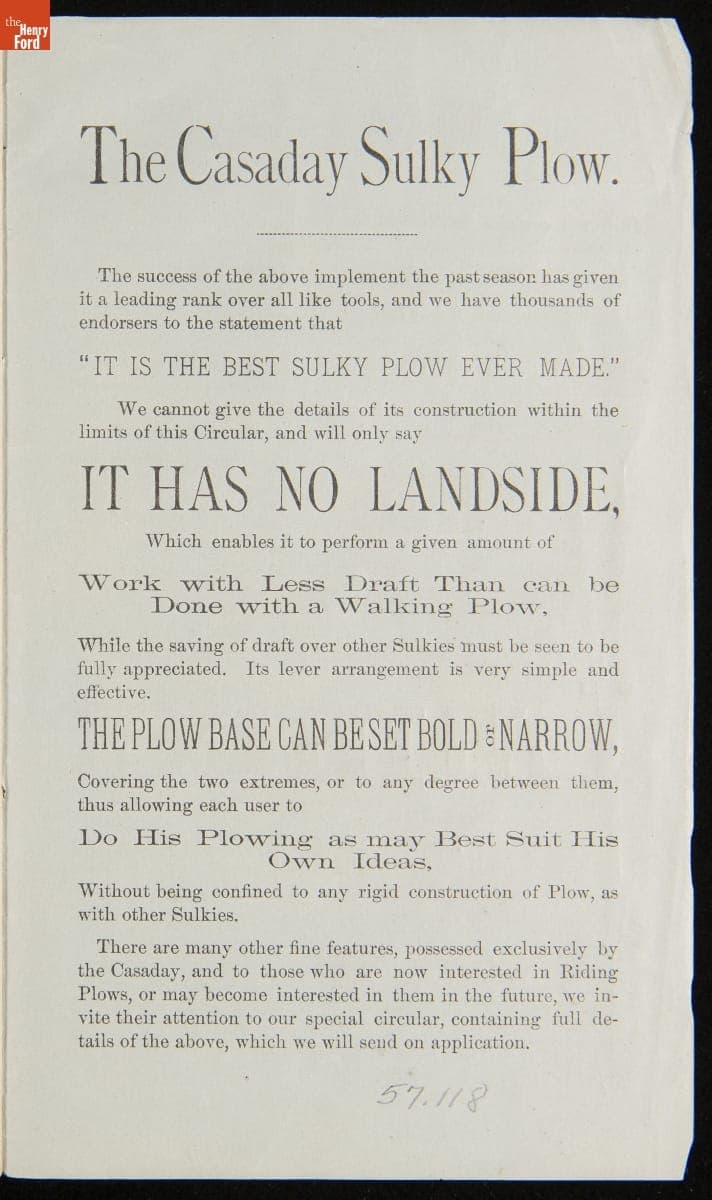 the
Henry
Ford
The Casaday Sulky Plow.
The success of the above implement the past season has given
it a leading rank over all like tools, and we have thousands of
endorsers to the statement that
"IT IS THE BEST SULKY PLOW EVER MADE."
We cannot give the details of its construction within the
limits of this Circular, and will only say
IT HAS NO LANDSIDE,
Which enables it to perform a given amount of
Work with Less Draft Than can be
Done with a Walking Plow,
While the saving of draft over other Sulkies must be seen to be
fully appreciated. Its lever arrangement is very simple and
effective.
THE PLOW BASE CAN BE SET BOLD OR NARROW,
Covering the two extremes, or to any degree between them,
thus allowing each user to
Do His Plowing as may Best Suit His
Own Ideas,
Without being confined to any rigid construction of Plow, as
with other Sulkies.
There are many other fine features, possessed exclusively by
the Casaday, and to those who are now interested in Riding
Plows, or may become interested in them in the future, we in-
vite their attention to our special circular, containing full de-
tails of the above, which we will send on application.
57.118